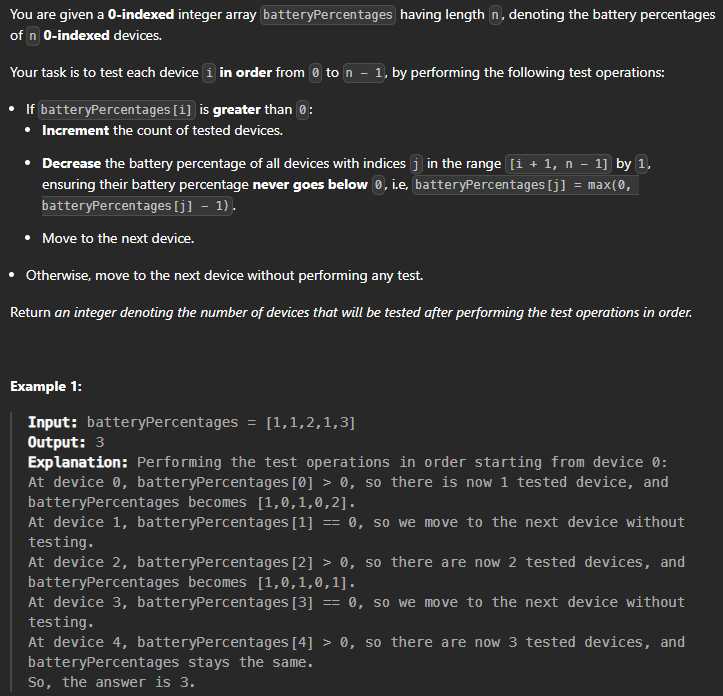 You are given a 0-indexed integer array batteryPercentages having length n, denoting the battery percentages
of n 0-indexed devices.
Your task is to test each device i in order from 0 to n - 1, by performing the following test operations:
• If batteryPercentages[i] is greater than 0:
• Increment the count of tested devices.
• Decrease the battery percentage of all devices with indices j in the range [i + 1, n - 1] by 1,
ensuring their battery percentage never goes below 0, i.e, batteryPercentages[j] = max(0,
batteryPercentages[j] - 1).
• Move to the next device.
• Otherwise, move to the next device without performing any test.
Return an integer denoting the number of devices that will be tested after performing the test operations in order.
Example 1:
Input: batteryPercentages = [1,1,2,1,3]
Output: 3
Explanation: Performing the test operations in order starting from device 0:
At device 0, batteryPercentages[0] > 0, so there is now 1 tested device, and
batteryPercentages becomes [1,0,1,0,2].
At device 1, batteryPercentages[1] == 0, so we move to the next device without
testing.
At device 2, batteryPercentages[2] > 0, so there are now 2 tested devices, and
batteryPercentages becomes [1,0,1,0,1].
At device 3, batteryPercentages[3] == 0, so we move to the next device without
testing.
At device 4, batteryPercentages[4] > 0, so there are now 3 tested devices, and
batteryPercentages stays the same.
So, the answer is 3.